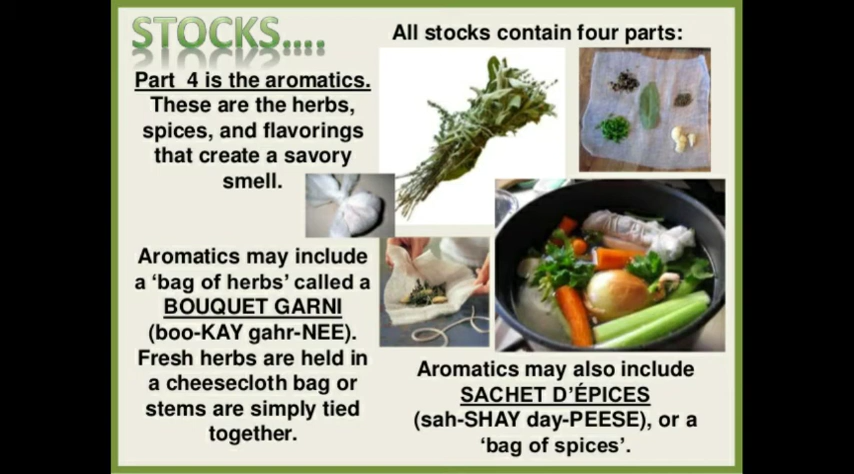 STOCKS....
All stocks contain four parts:
Part 4 is the aromatics.
These are the herbs,
spices, and flavorings
that create a savory
smell.
Aromatics may include
a ‘bag of herbs’ called a
BOUQUET GARNI
(boo-KAY gahr-NEE).
Fresh herbs are held in
a cheesecloth bag or
stems are simply tied
together.
Aromatics may also include
SACHET D’ÉPICES
(sah-SHAY day-PEESE), or a
‘bag of spices’.